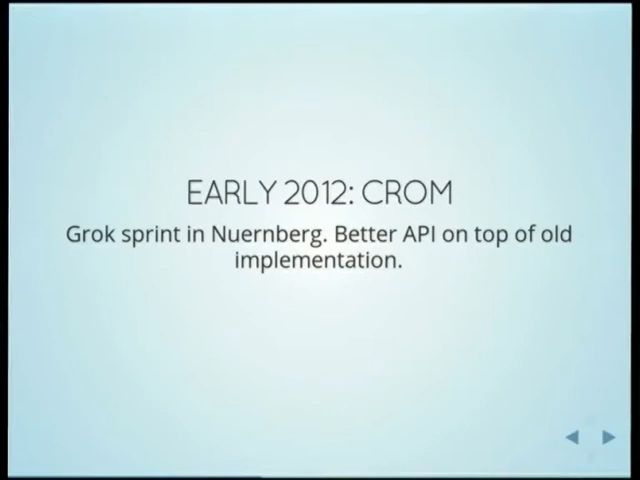 EARLY 2012: CROM
Grok sprint in Nuernberg. Better API on top of old
implementation.